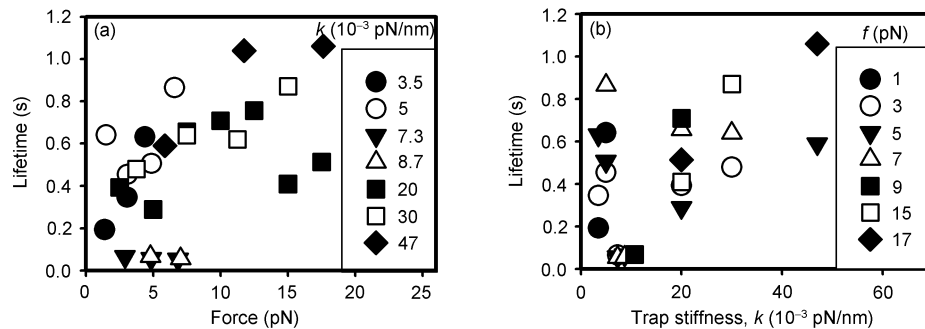 (a)
k (10⁻³ pN/nm)
1.2
1.0
0.8
0.6
0.4
0.2
0.0
Lifetime (s)
3.5
5
7.3
8.7
20
30
47
0 5 10 15 20 25
Force (pN)
(b)
f (pN)
1.2
1.0
0.8
0.6
0.4
0.2
0.0
Lifetime (s)
1
3
5
7
9
15
17
0 20 40 60
Trap stiffness, k (10⁻³ pN/nm)